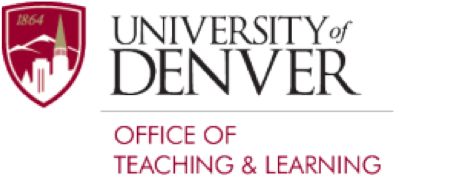 1864
UNIVERSITY of
DENVER
OFFICE OF
TEACHING & LEARNING